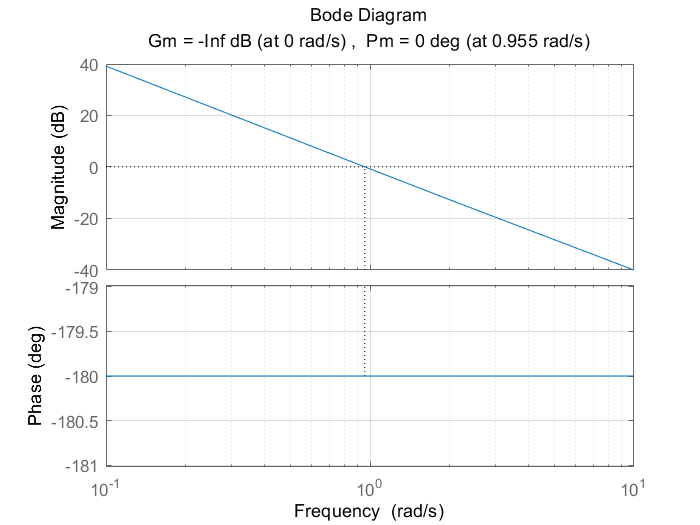 Bode Diagram
Gm = -Inf dB (at 0 rad/s) ,  Pm = 0 deg (at 0.955 rad/s)
Magnitude (dB)
40
20
0
-20
-40
Phase (deg)
-179
-179.5
-180
-180.5
-181
10^-1 10^0 10^1
Frequency  (rad/s)